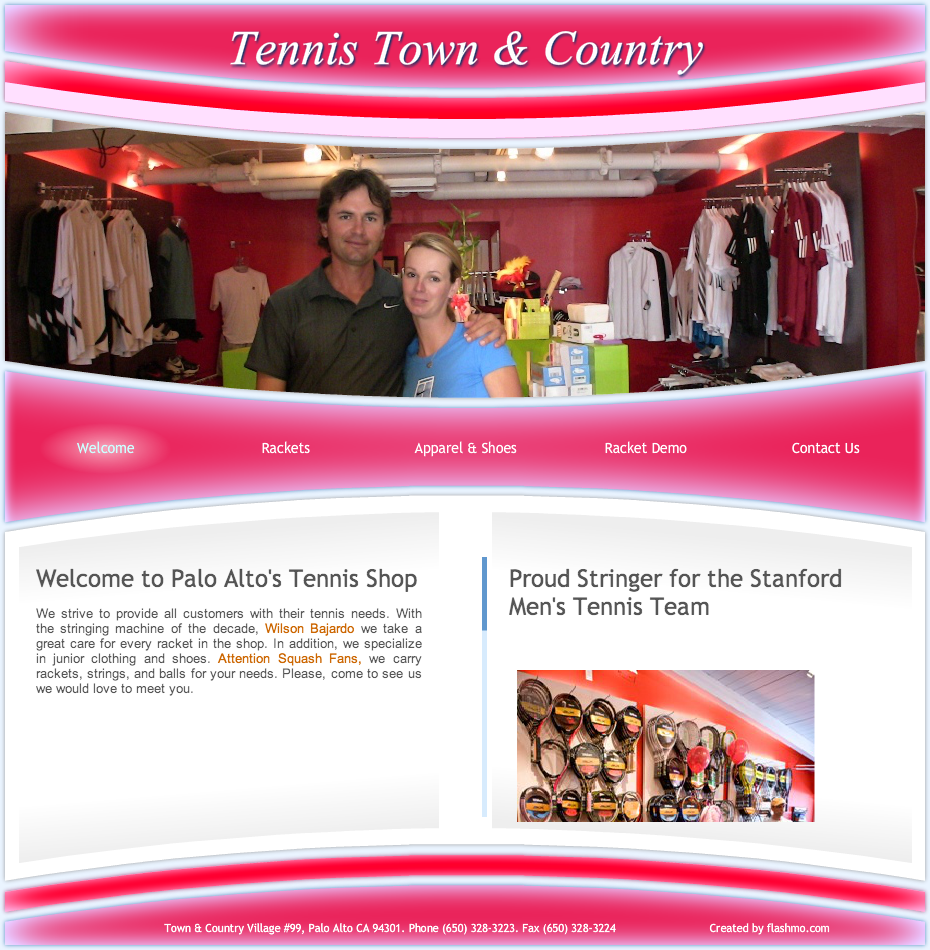 Tennis Town & Country
Welcome
Rackets
Apparel & Shoes
Racket Demo
Contact Us
Welcome to Palo Alto's Tennis Shop
We strive to provide all customers with their tennis needs. With
the stringing machine of the decade, Wilson Bajardo we take a
great care for every racket in the shop. In addition, we specialize
in junior clothing and shoes. Attention Squash Fans, we carry
rackets, strings, and balls for your needs. Please, come to see us
we would love to meet you.
Proud Stringer for the Stanford
Men's Tennis Team
Town & Country Village #99, Palo Alto CA 94301. Phone (650) 328-3223. Fax (650) 328-3224
Created by flashmo.com